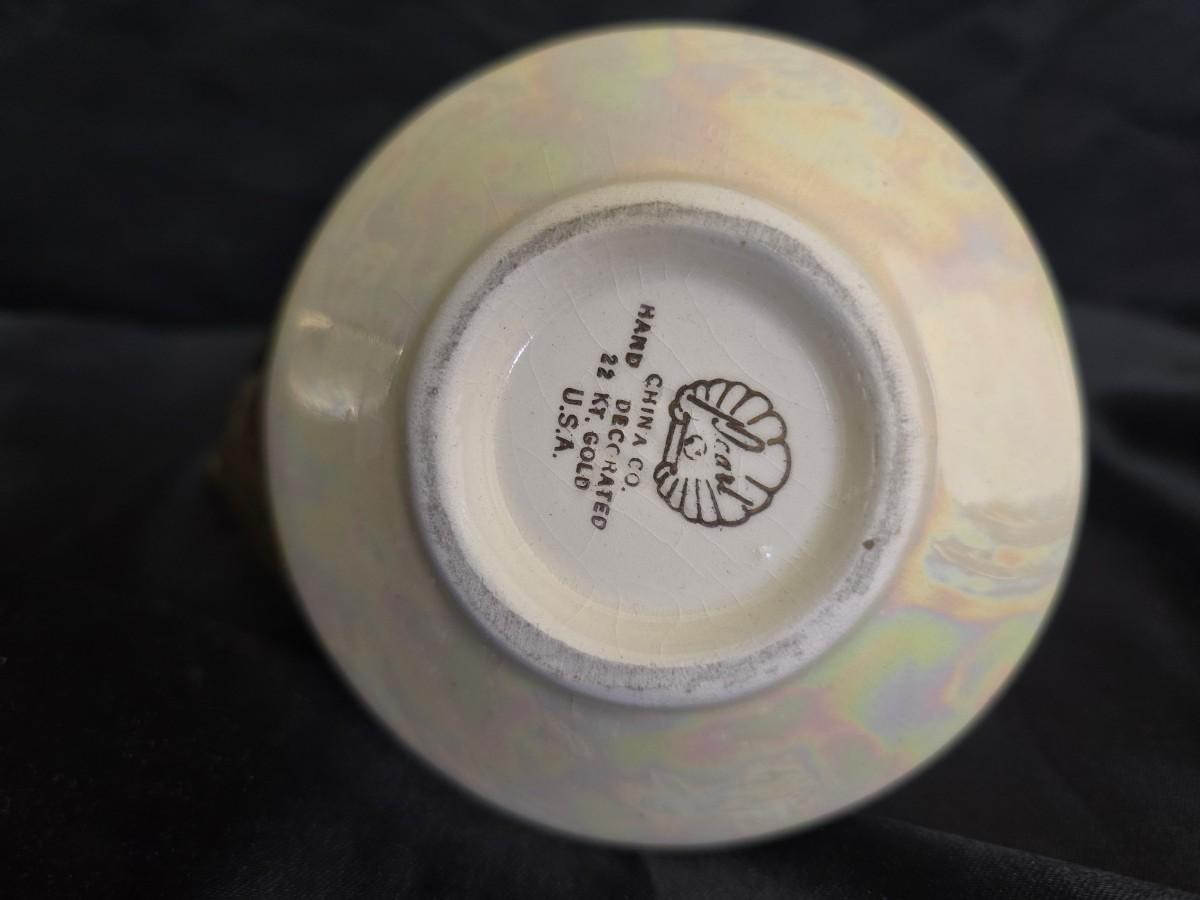 Pearl
CHINA CO.
HAND DECORATED
22 KT. GOLD
U.S.A.